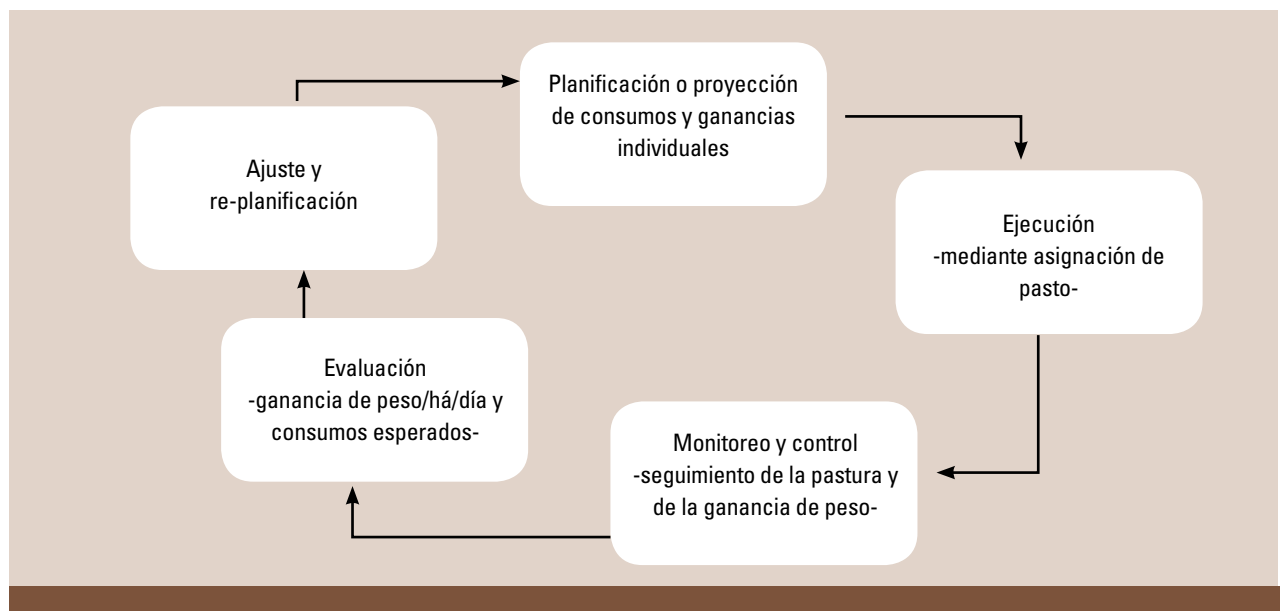 Planificación o proyección
de consumos y ganancias
individuales
Ejecución
-mediante asignación de
pasto-
Monitoreo y control
-seguimiento de la pastura y
de la ganancia de peso-
Evaluación
-ganancia de peso/há/día y
consumos esperados-
Ajuste y
re-planificación